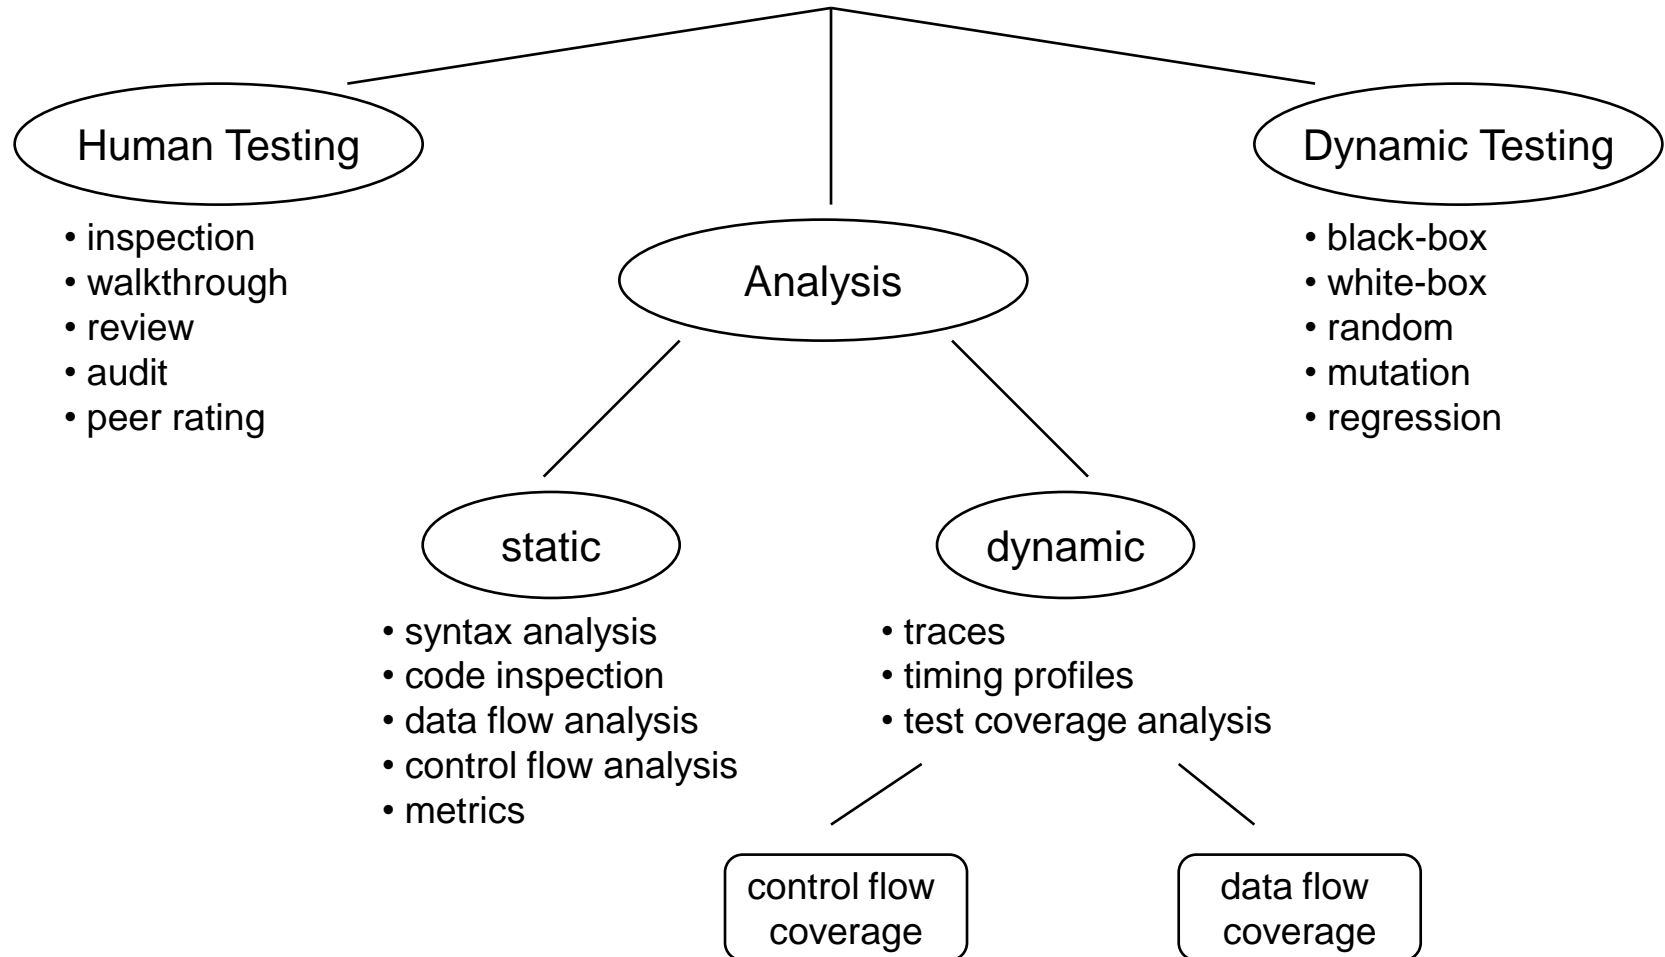 Human Testing
• inspection
• walkthrough
• review
• audit
• peer rating
Analysis
Dynamic Testing
• black-box
• white-box
• random
• mutation
• regression
static
• syntax analysis
• code inspection
• data flow analysis
• control flow analysis
• metrics
dynamic
• traces
• timing profiles
• test coverage analysis
control flow
coverage
data flow
coverage